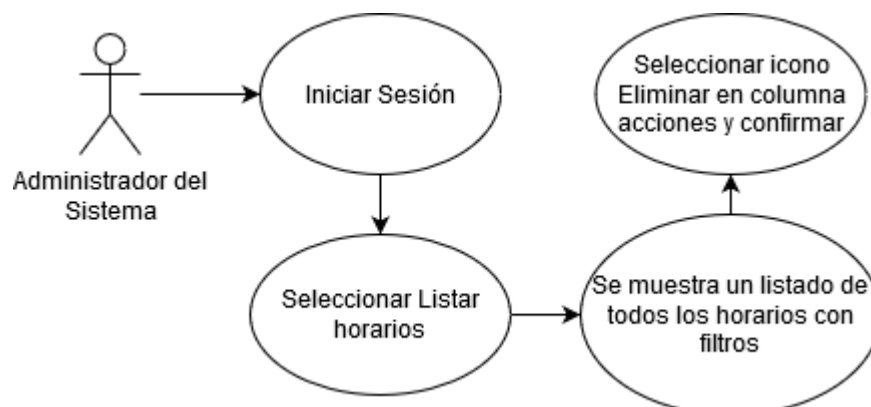 Administrador del
Sistema
Iniciar Sesión
Seleccionar Listar
horarios
Se muestra un listado de
todos los horarios con
filtros
Seleccionar icono
Eliminar en columna
acciones y confirmar